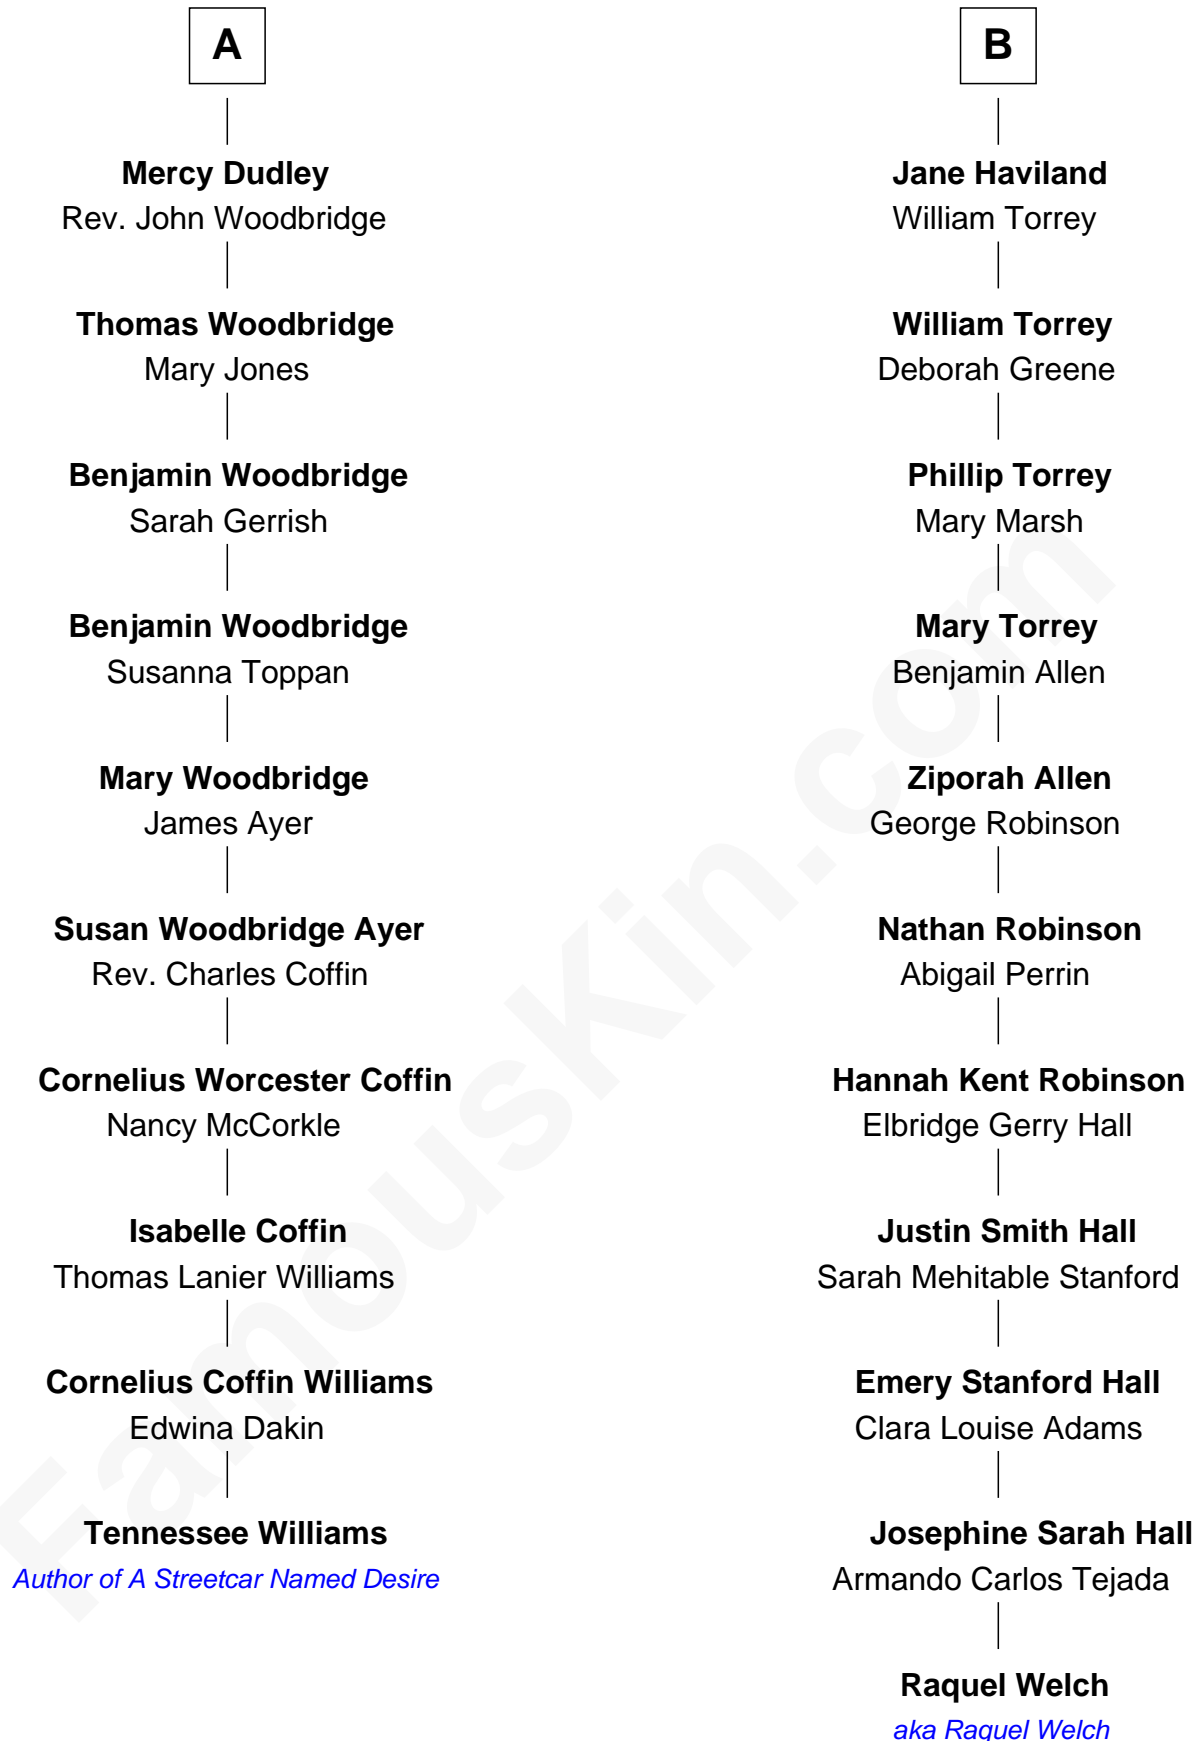 A
Mercy Dudley
Rev. John Woodbridge
Thomas Woodbridge
Mary Jones
Benjamin Woodbridge
Sarah Gerrish
Benjamin Woodbridge
Susanna Toppan
Mary Woodbridge
James Ayer
Susan Woodbridge Ayer
Rev. Charles Coffin
Cornelius Worcester Coffin
Nancy McCorkle
Isabelle Coffin
Thomas Lanier Williams
Cornelius Coffin Williams
Edwina Dakin
Tennessee Williams
Author of A Streetcar Named Desire
B
Jane Haviland
William Torrey
William Torrey
Deborah Greene
Phillip Torrey
Mary Marsh
Mary Torrey
Benjamin Allen
Ziporah Allen
George Robinson
Nathan Robinson
Abigail Perrin
Hannah Kent Robinson
Elbridge Gerry Hall
Justin Smith Hall
Sarah Mehitable Stanford
Emery Stanford Hall
Clara Louise Adams
Josephine Sarah Hall
Armando Carlos Tejada
Raquel Welch
aka Raquel Welch
FamousKin.com